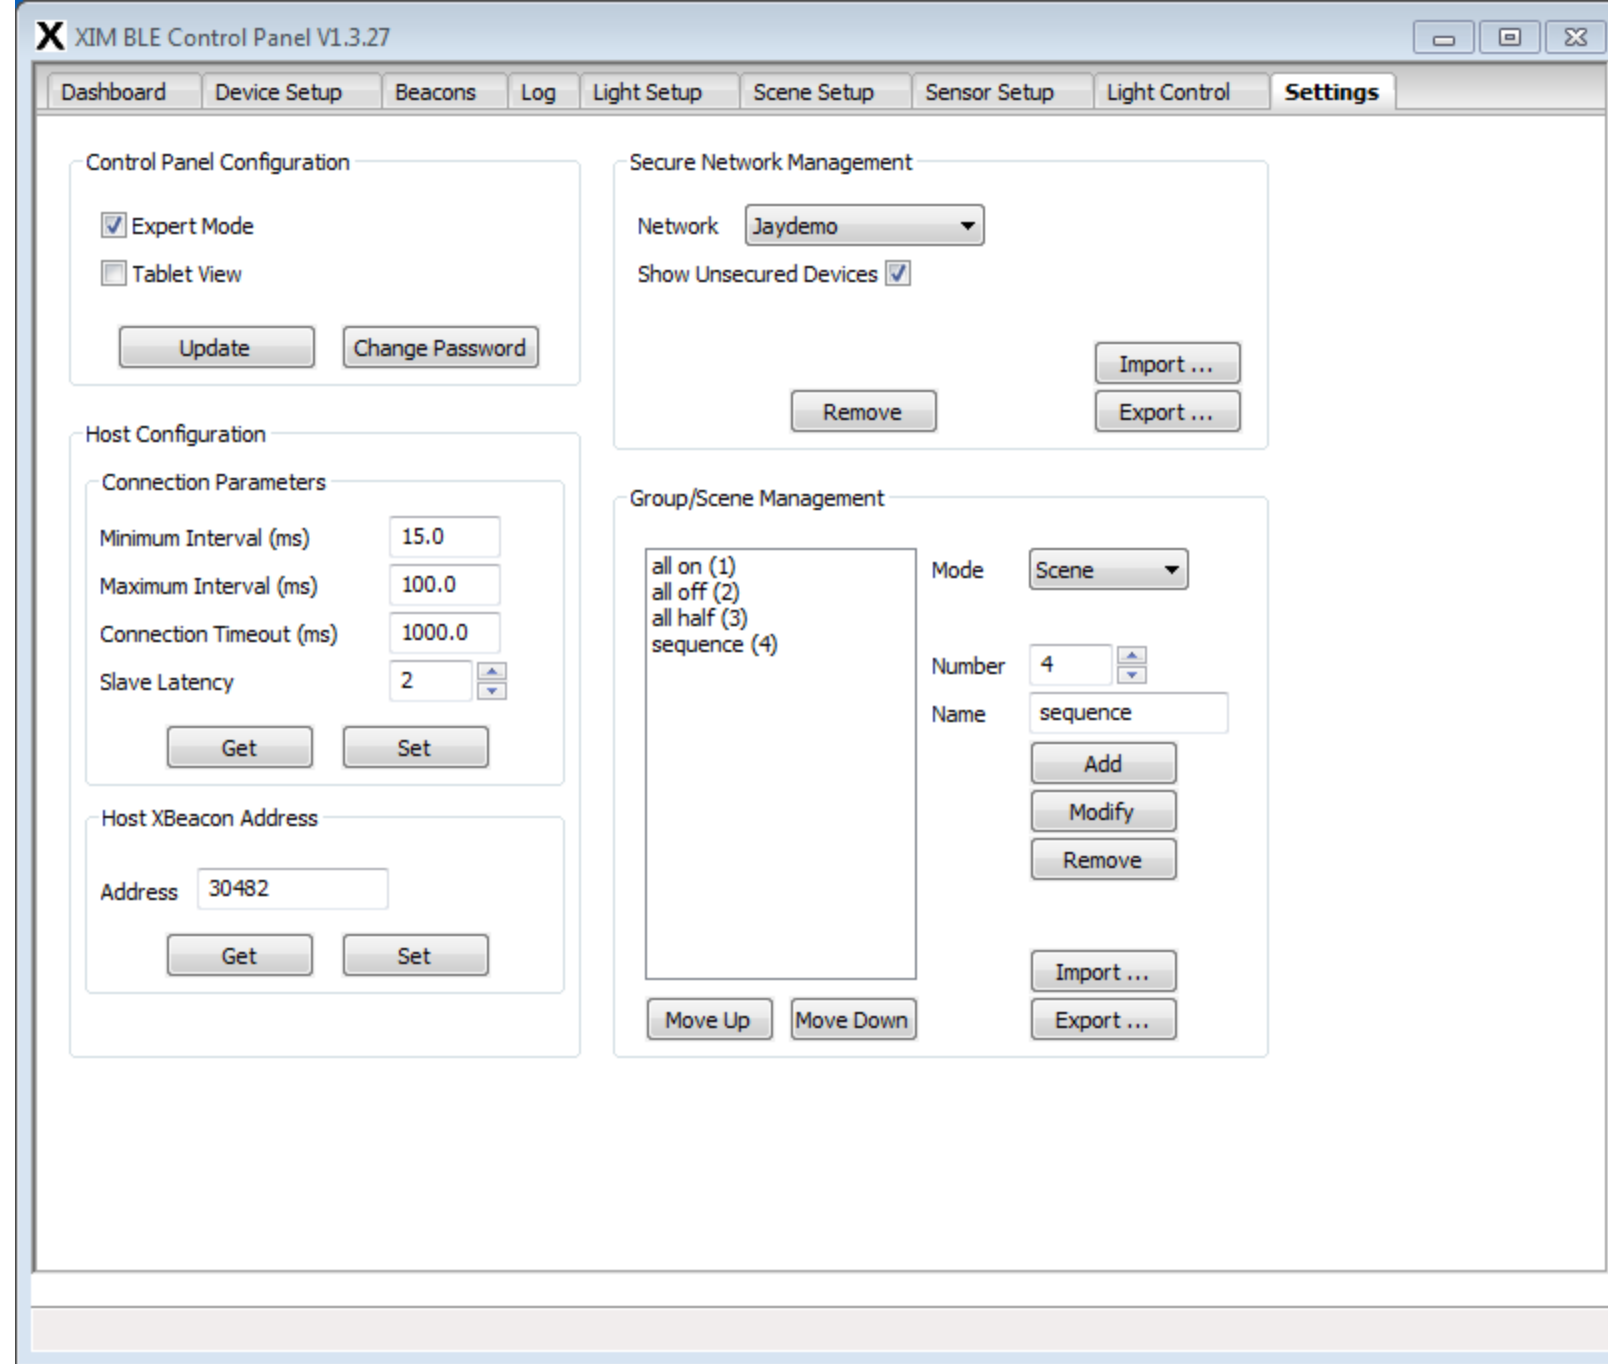 X XIM BLE Control Panel V1.3.27
Dashboard Device Setup Beacons Log Light Setup Scene Setup Sensor Setup Light Control Settings
Control Panel Configuration
Expert Mode
Tablet View
Update Change Password
Host Configuration
Connection Parameters
Minimum Interval (ms) 15.0
Maximum Interval (ms) 100.0
Connection Timeout (ms) 1000.0
Slave Latency 2
Get Set
Host XBeacon Address
Address 30482
Get Set
Secure Network Management
Network Jaydemo
Show Unsecured Devices
Import ...
Remove Export ...
Group/Scene Management
all on (1)
all off (2)
all half (3)
sequence (4)
Mode Scene
Number 4
Name sequence
Add
Modify
Remove
Import ...
Move Up Move Down Export ...